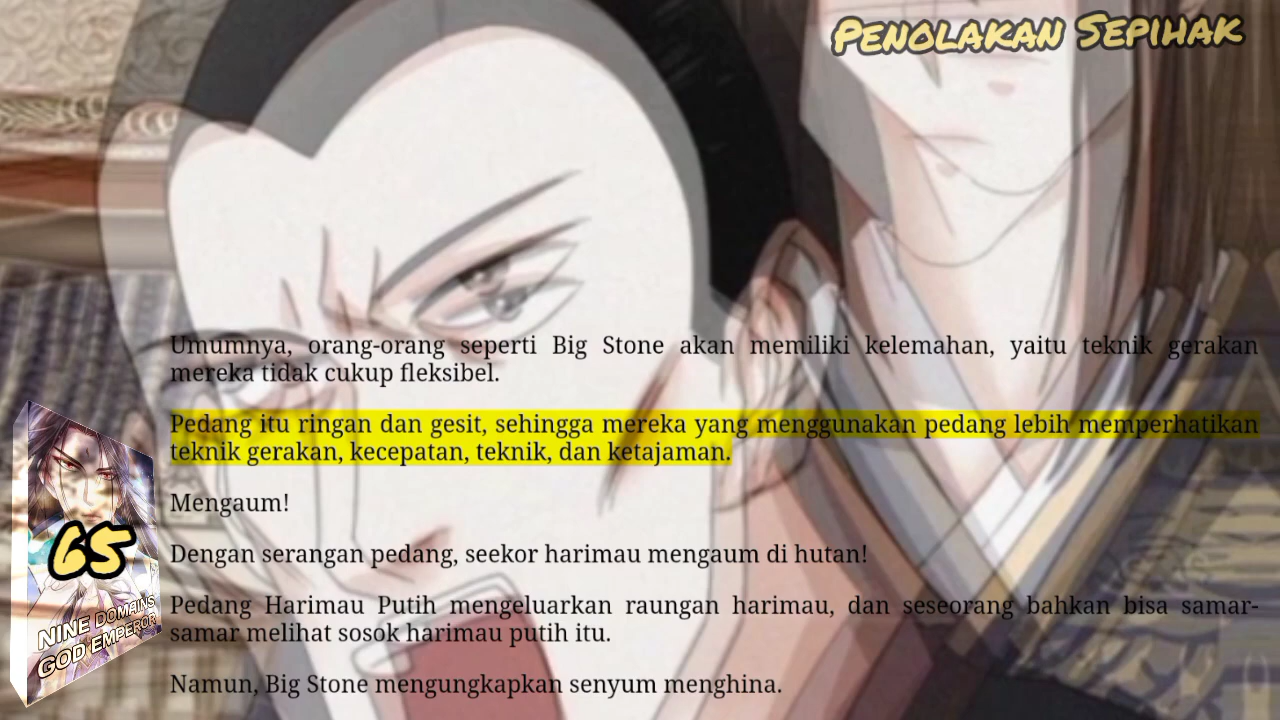 Penolakan Sepihak
Umumnya, orang-orang seperti Big Stone akan memiliki kelemahan, yaitu teknik gerakan
mereka tidak cukup fleksibel.
Pedang itu ringan dan gesit, sehingga mereka yang menggunakan pedang lebih memperhatikan
teknik gerakan, kecepatan, teknik, dan ketajaman.
Mengaum!
Dengan serangan pedang, seekor harimau mengaum di hutan!
Pedang Harimau Putih mengeluarkan raungan harimau, dan seseorang bahkan bisa samar-
samar melihat sosok harimau putih itu.
Namun, Big Stone mengungkapkan senyum menghina.
65
NINE DOMAINS
GOD EMPEROR